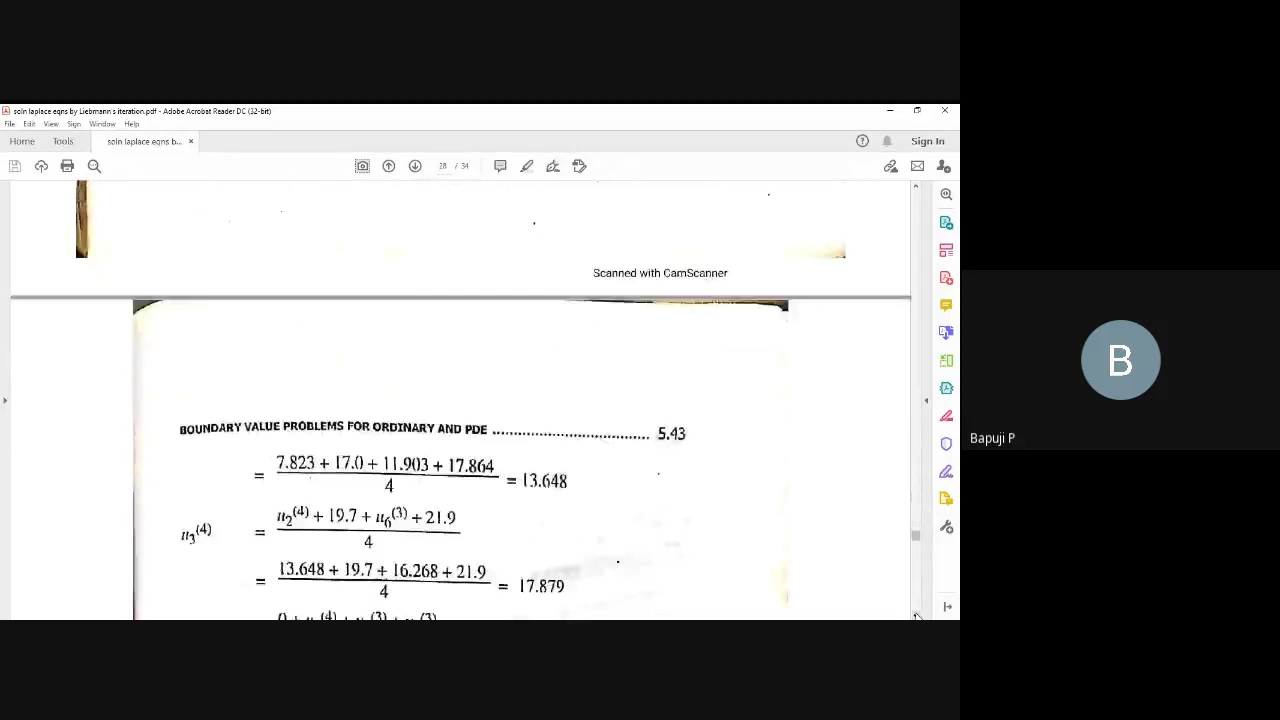 soln laplace eqns by Liebmann's iteration.pdf - Adobe Acrobat Reader DC (32-bit)
File Edit View Sign Window Help
Home Tools soln laplace eqns b... × Sign In
28 / 34
Scanned with CamScanner
BOUNDARY VALUE PROBLEMS FOR ORDINARY AND PDE ........................................ 5.43
= (7.823 + 17.0 + 11.903 + 17.864) / 4 = 13.648
u₃⁽⁴⁾ = (u₂⁽⁴⁾ + 19.7 + u₆⁽³⁾ + 21.9) / 4
= (13.648 + 19.7 + 16.268 + 21.9) / 4 = 17.879
B
Bapuji P